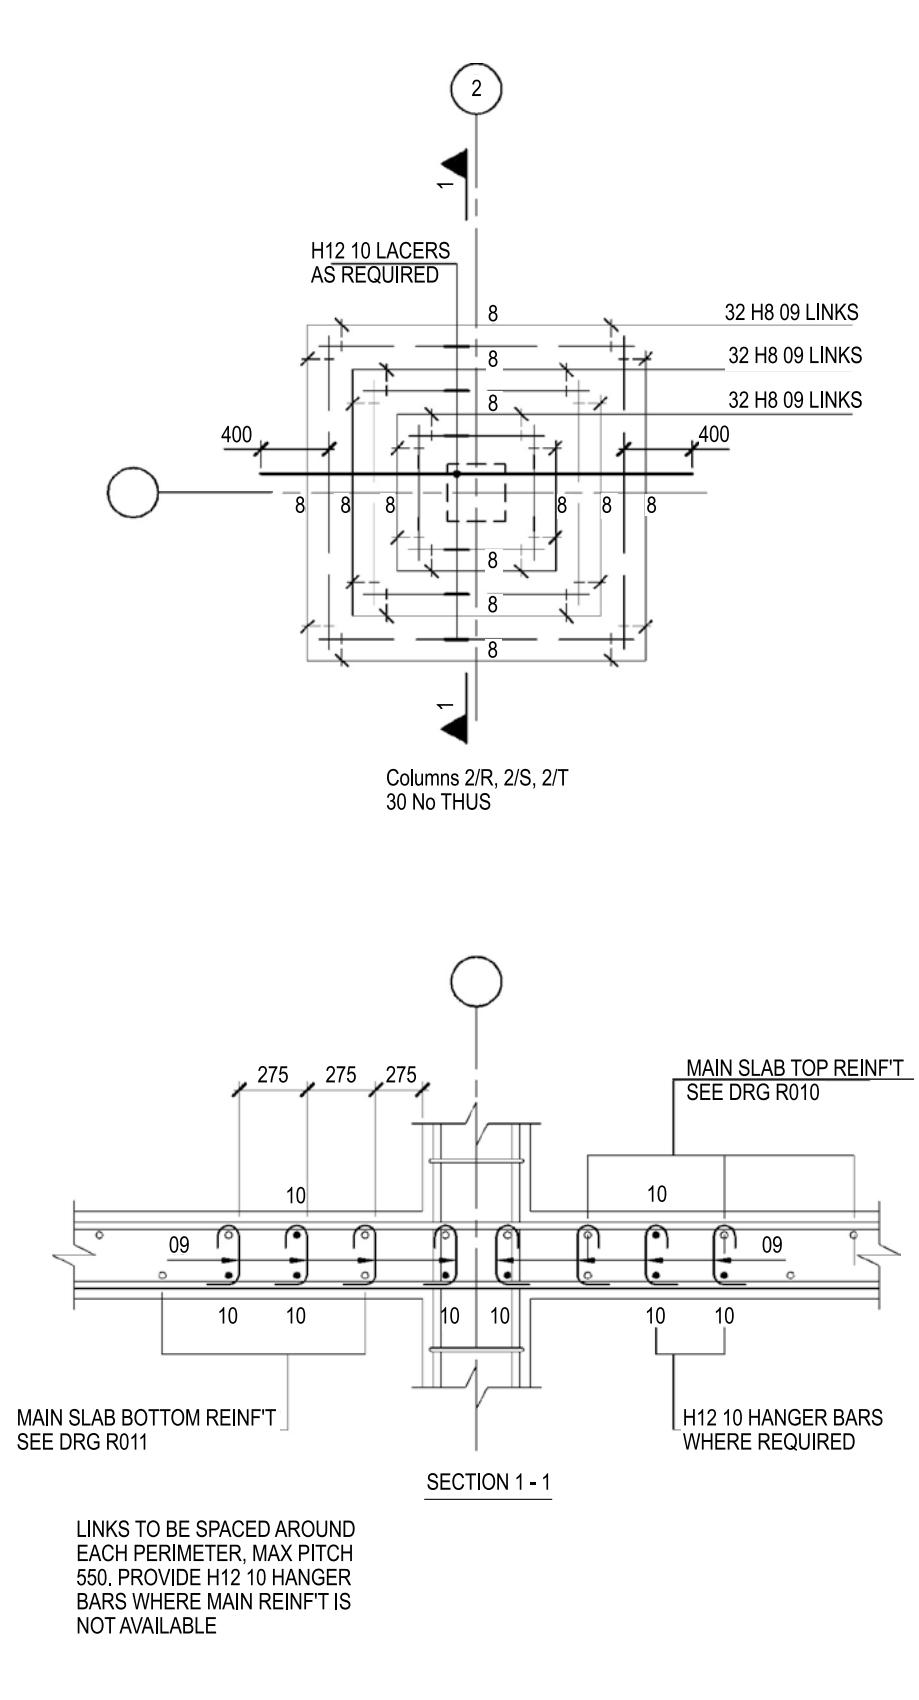 2
1
H12 10 LACERS
AS REQUIRED
8
32 H8 09 LINKS
8
32 H8 09 LINKS
8
32 H8 09 LINKS
400
400
8 8 8 8 8 8
8
8
8
1
Columns 2/R, 2/S, 2/T
30 No THUS
275 275 275
MAIN SLAB TOP REINF'T
SEE DRG R010
10
10
09
09
10 10 10 10 10 10
MAIN SLAB BOTTOM REINF'T
SEE DRG R011
H12 10 HANGER BARS
WHERE REQUIRED
SECTION 1 - 1
LINKS TO BE SPACED AROUND
EACH PERIMETER, MAX PITCH
550. PROVIDE H12 10 HANGER
BARS WHERE MAIN REINF'T IS
NOT AVAILABLE